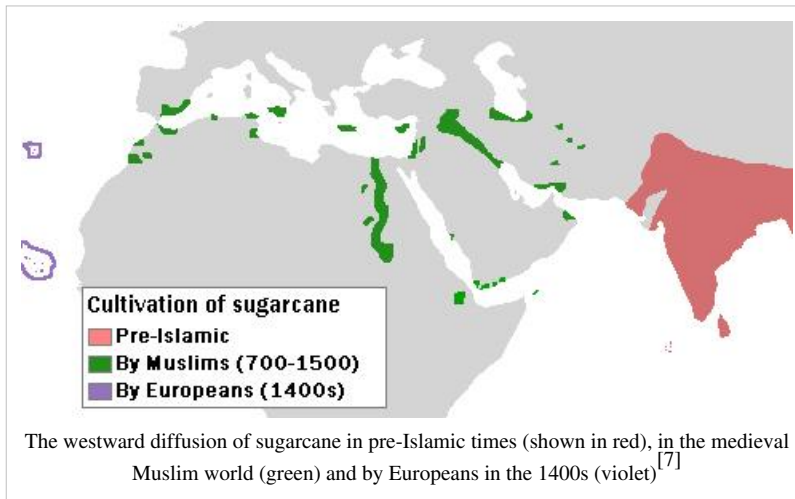 Cultivation of sugarcane
Pre-Islamic
By Muslims (700-1500)
By Europeans (1400s)
The westward diffusion of sugarcane in pre-Islamic times (shown in red), in the medieval
Muslim world (green) and by Europeans in the 1400s (violet)[7]